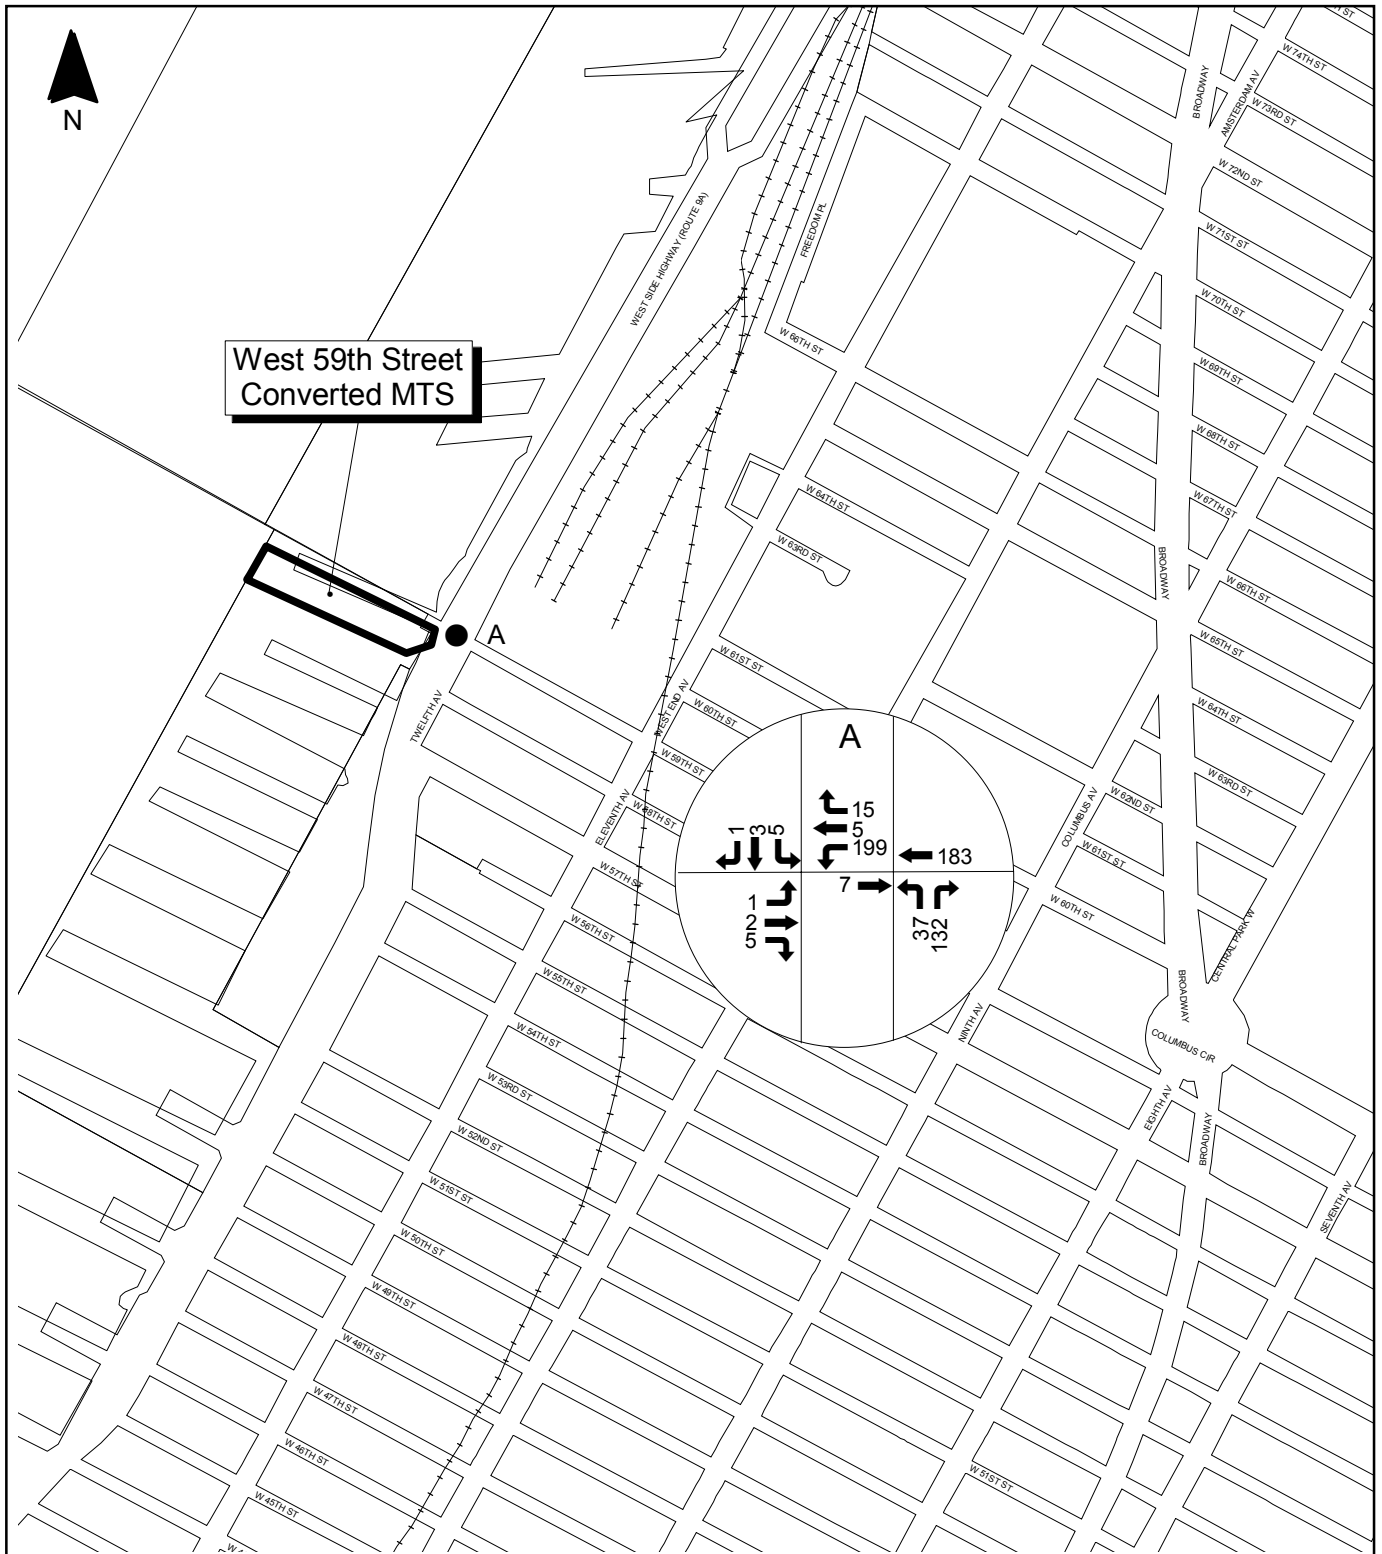 N
West 59th Street
Converted MTS
A
A
15
5
199
183
7
1
3
5
1
2
5
37
132
WEST SIDE HIGHWAY (ROUTE 9A)
FREEDOM PL
BROADWAY
AMSTERDAM AV
W 74TH ST
W 73RD ST
W 72ND ST
W 71ST ST
W 70TH ST
W 69TH ST
W 68TH ST
W 67TH ST
W 66TH ST
W 65TH ST
W 64TH ST
W 63RD ST
W 66TH ST
W 64TH ST
W 63RD ST
W 61ST ST
W 60TH ST
W 59TH ST
W 58TH ST
W 57TH ST
W 56TH ST
W 55TH ST
W 54TH ST
W 53RD ST
W 52ND ST
W 51ST ST
W 50TH ST
W 49TH ST
W 48TH ST
W 47TH ST
W 46TH ST
W 45TH ST
TWELFTH AV
WEST END AV
ELEVENTH AV
BROADWAY
COLUMBUS AV
W 62ND ST
W 61ST ST
W 60TH ST
CENTRAL PARK W
BROADWAY
COLUMBUS CIR
NINTH AV
EIGHTH AV
BROADWAY
SEVENTH AV
W 51ST ST